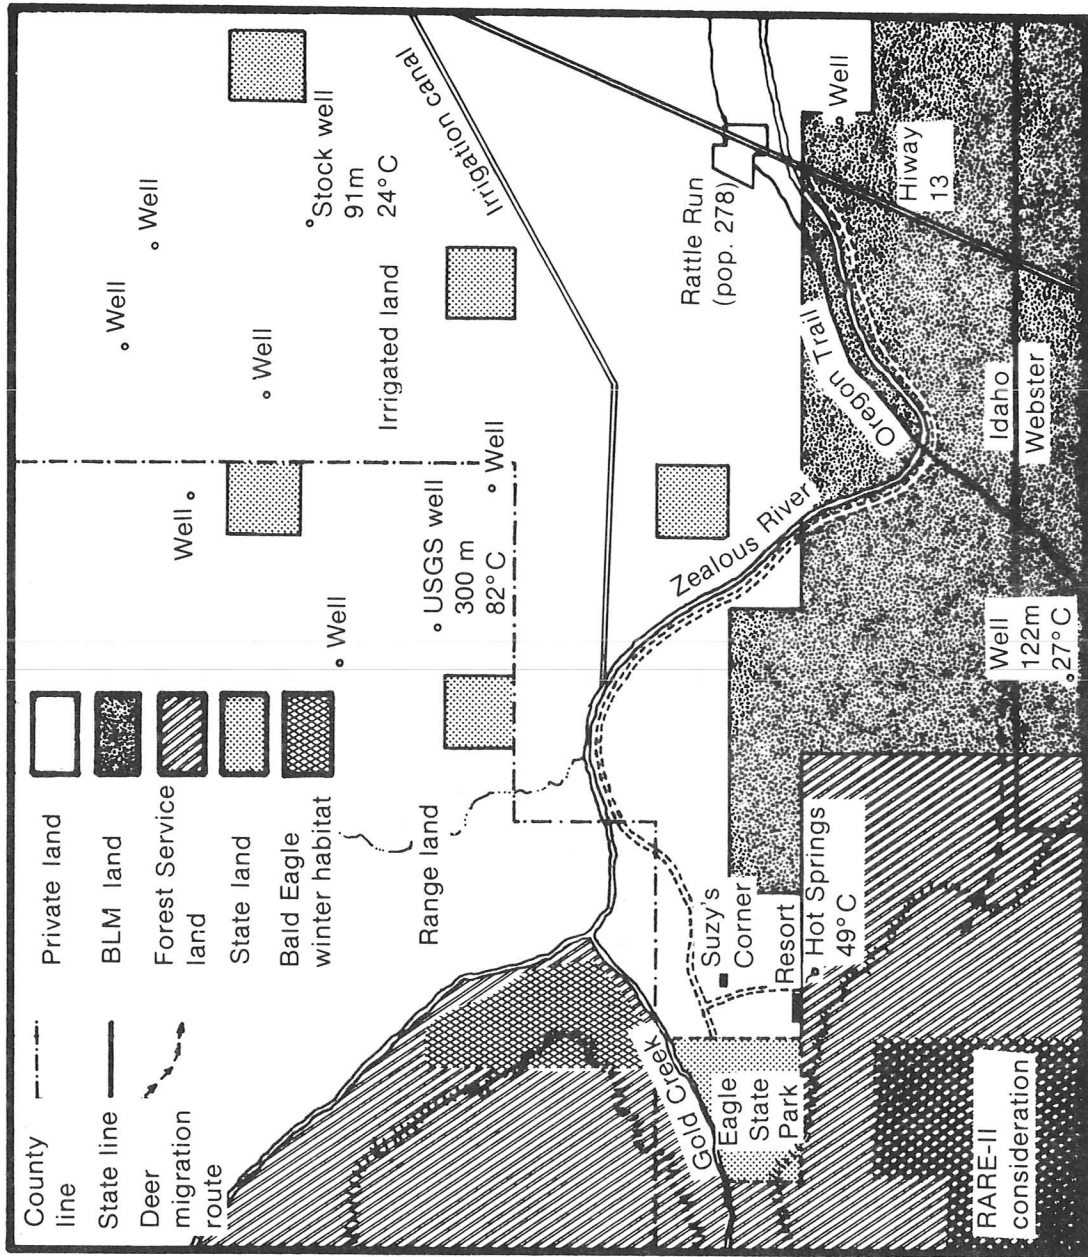 County
line
State line
Deer
migration
route
Private land
BLM land
Forest Service
land
State land
Bald Eagle
winter habitat
Range land
Well
Well
Well
Well
Well
Well
USGS well
300 m
82°C
Stock well
91m
24°C
Irrigated land
Irrigation canal
Rattle Run
(pop. 278)
Zealous River
Oregon Trail
Hiway
13
Well
Gold Creek
Eagle
State
Park
Suzy's
Corner
Resort
Hot Springs
49°C
Idaho
Webster
Well
122m
27°C
RARE-II
consideration